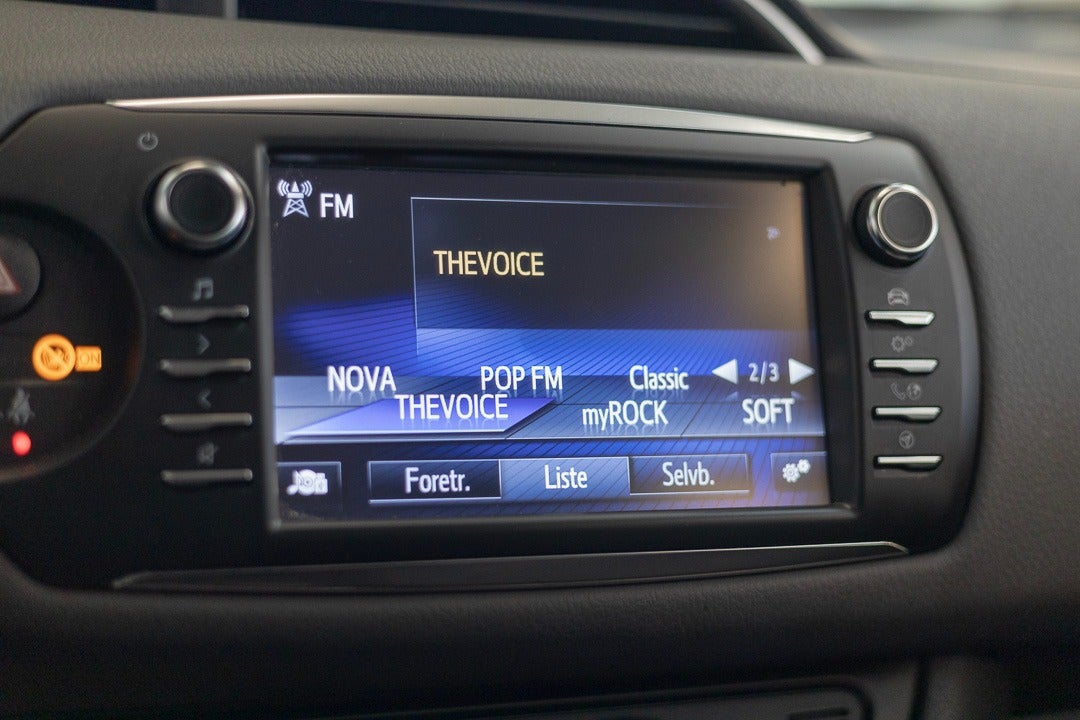 FM
THEVOICE
NOVA POP FM Classic 2/3
THEVOICE myROCK SOFT
Foretr. Liste Selvb.
ON